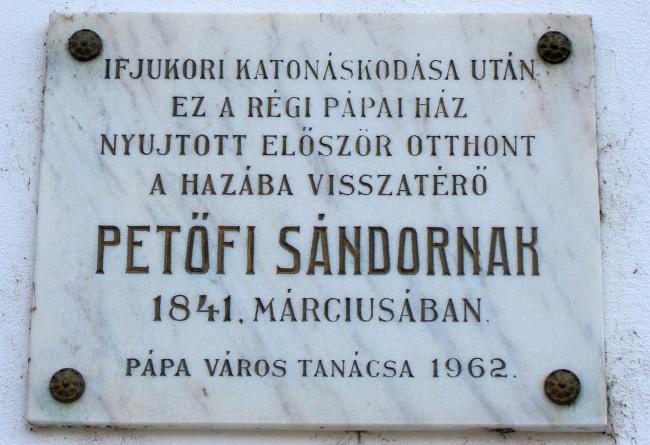 IFJUKORI KATONÁSKODÁSA UTÁN
EZ A RÉGI PÁPAI HÁZ
NYUJTOTT ELŐSZÖR OTTHONT
A HAZÁBA VISSZATÉRŐ
PETŐFI SÁNDORNAK
1841. MÁRCIUSÁBAN.
PÁPA VÁROS TANÁCSA 1962.